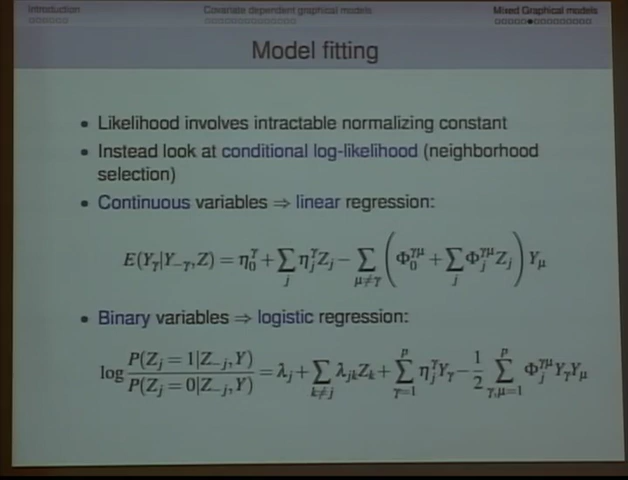 Introduction Covariate dependent graphical models Mixed Graphical models
Model fitting
• Likelihood involves intractable normalizing constant
• Instead look at conditional log-likelihood (neighborhood
selection)
• Continuous variables ⇒ linear regression:
E(Y_γ|Y_{-γ},Z) = η_0^γ + ∑_j η_j^γ Z_j − ∑_{μ≠γ} (Φ_0^{γμ} + ∑_j Φ_j^{γμ} Z_j) Y_μ
• Binary variables ⇒ logistic regression:
log P(Z_j = 1|Z_{-j},Y) / P(Z_j = 0|Z_{-j},Y) = λ_j + ∑_{k≠j} λ_{jk} Z_k + ∑_{γ=1}^p η_j^γ Y_γ − 1/2 ∑_{γ,μ=1}^p Φ_j^{γμ} Y_γ Y_μ